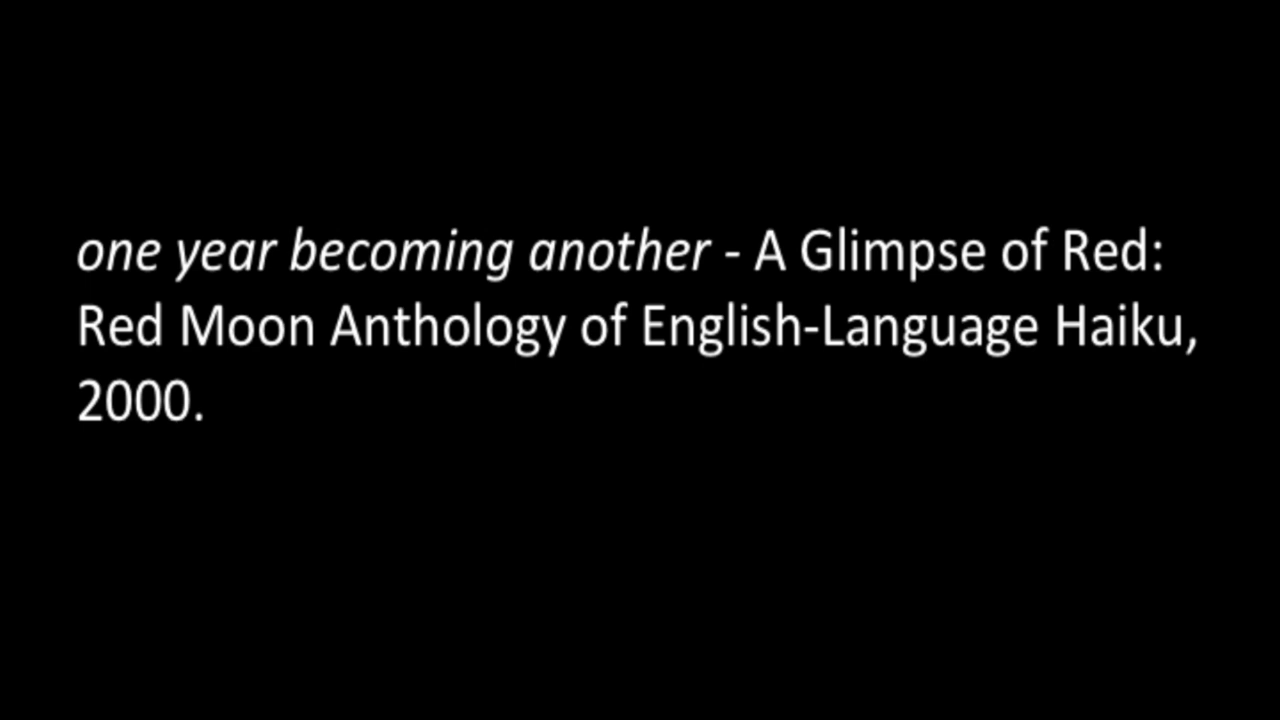 one year becoming another - A Glimpse of Red:
Red Moon Anthology of English-Language Haiku,
2000.